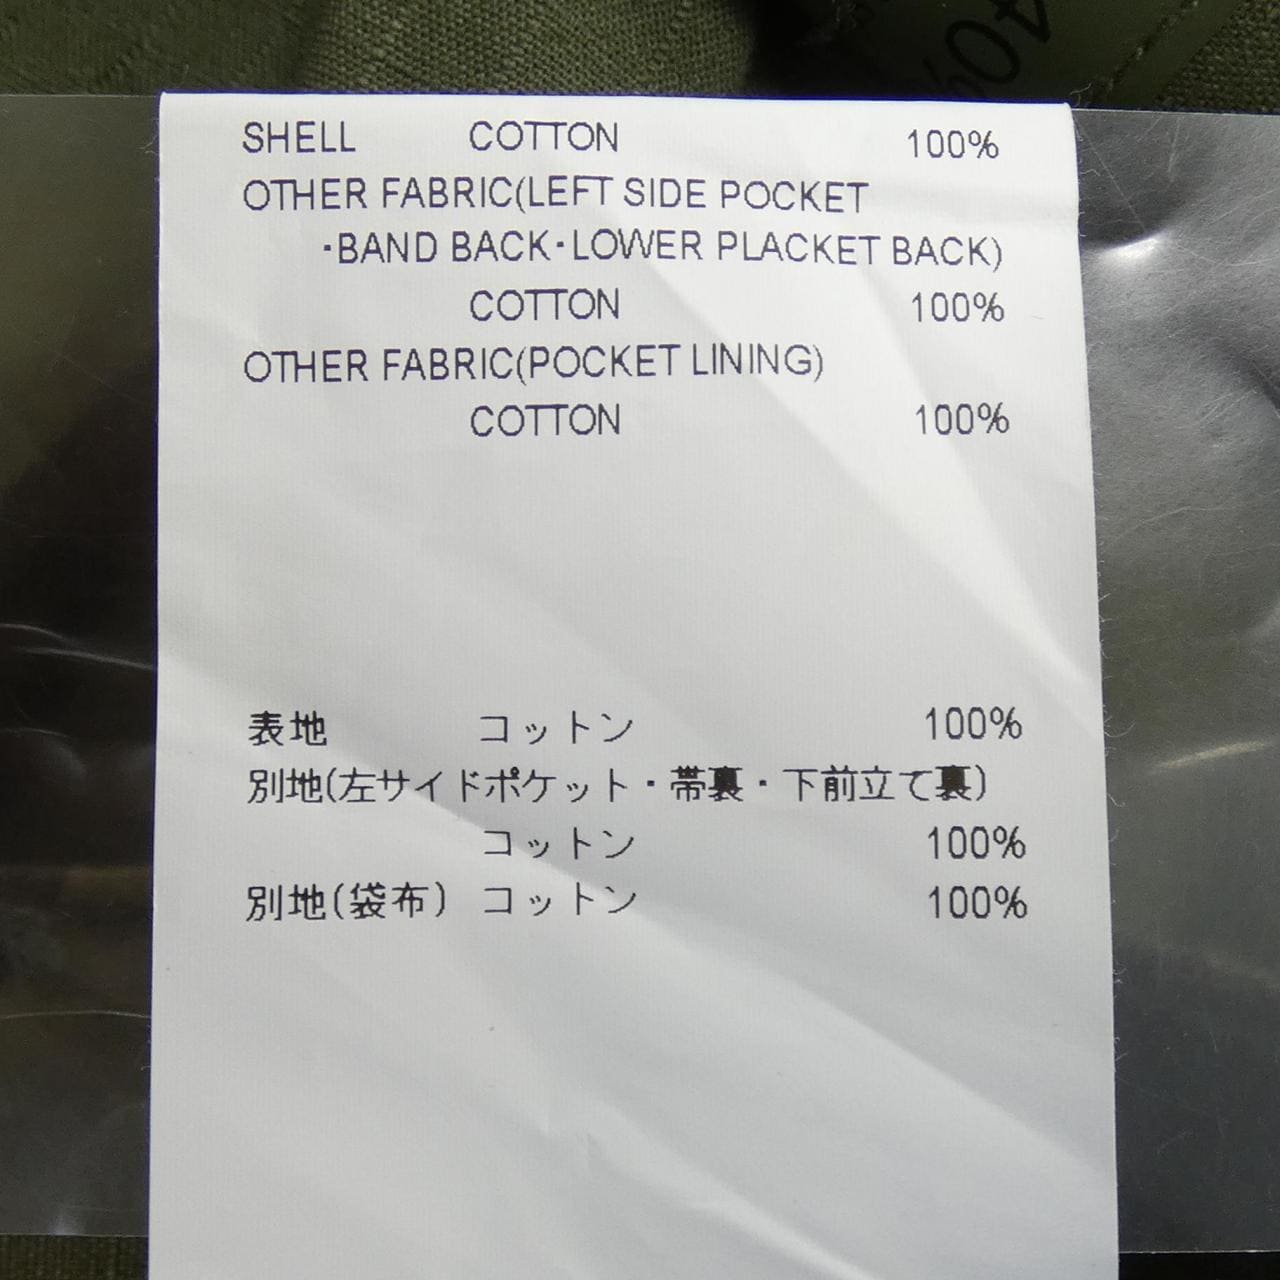 SHELL COTTON 100%
OTHER FABRIC(LEFT SIDE POCKET
・BAND BACK・LOWER PLACKET BACK)
COTTON 100%
OTHER FABRIC(POCKET LINING)
COTTON 100%
表地 コットン 100%
別地(左サイドポケット・帯裏・下前立て裏)
コットン 100%
別地(袋布) コットン 100%